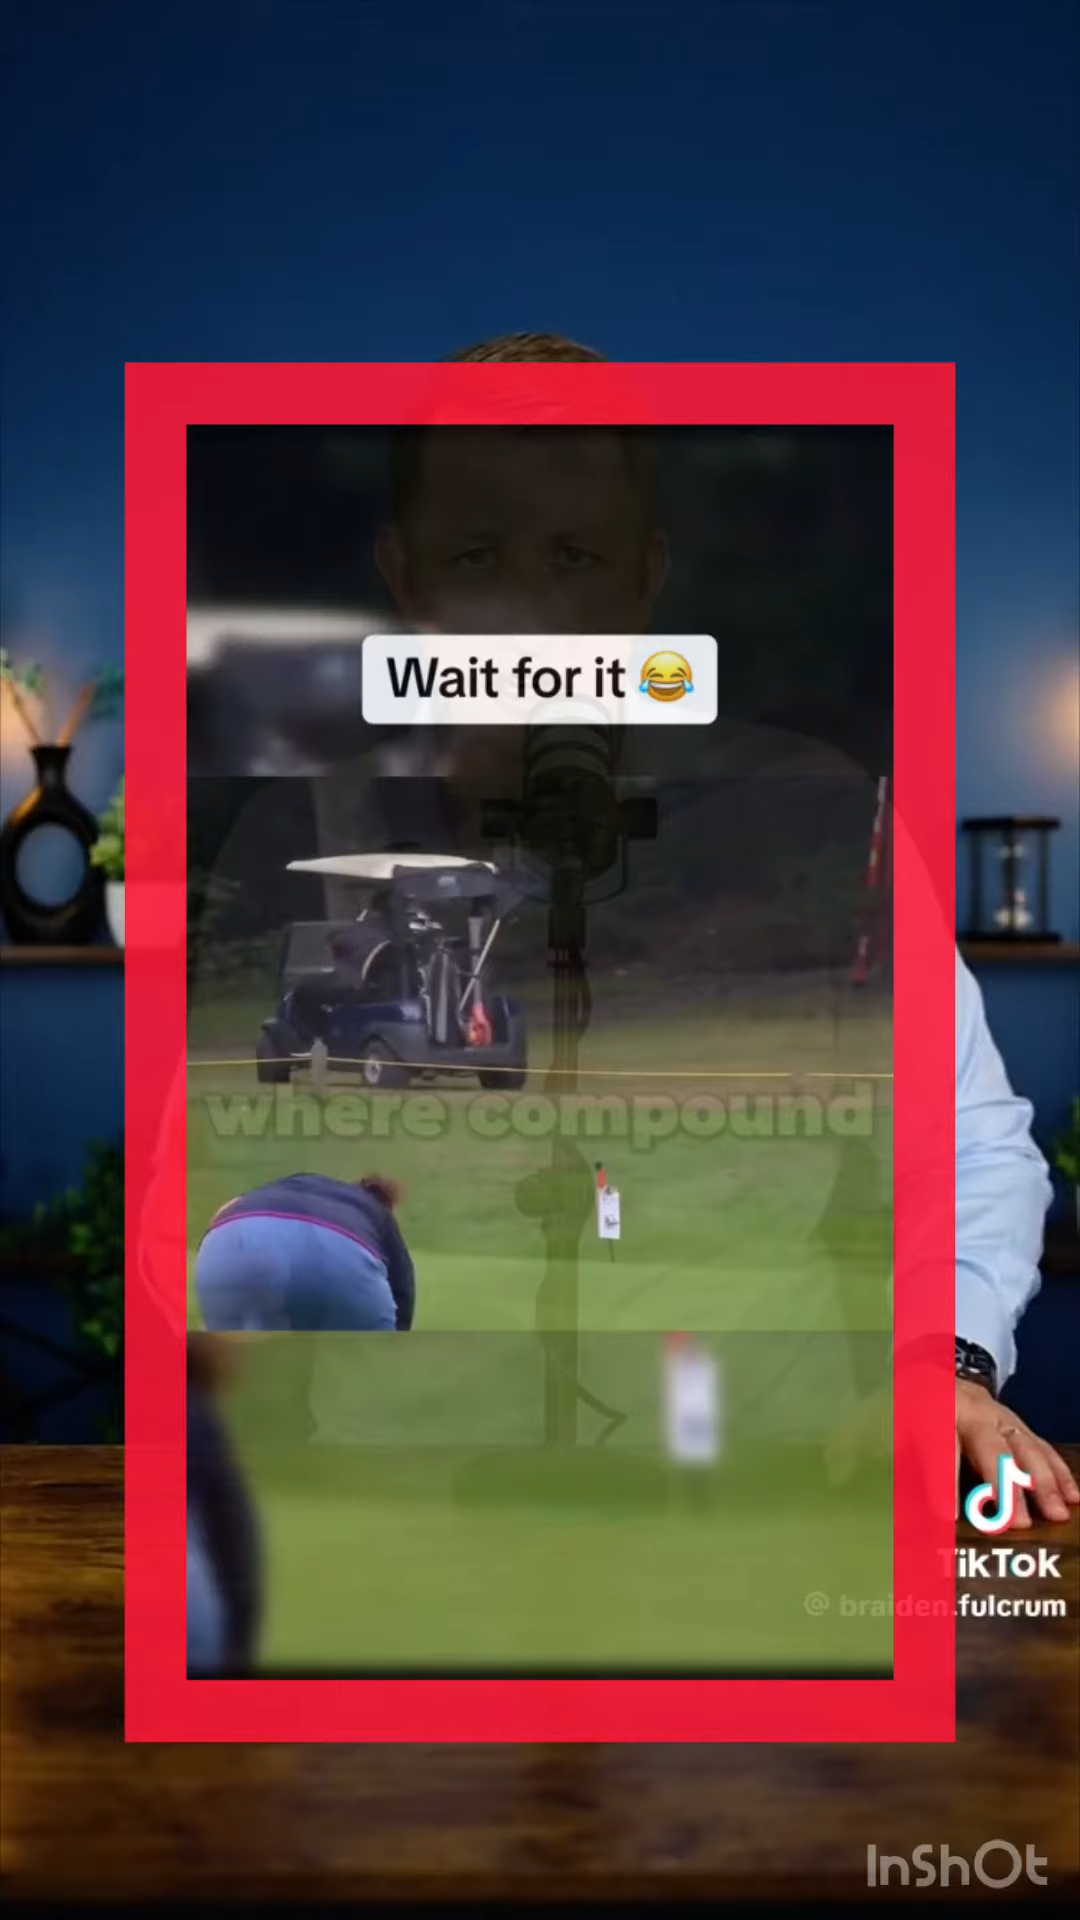 Wait for it 😂
where compound
TikTok
@ braiden.fulcrum
InShOt